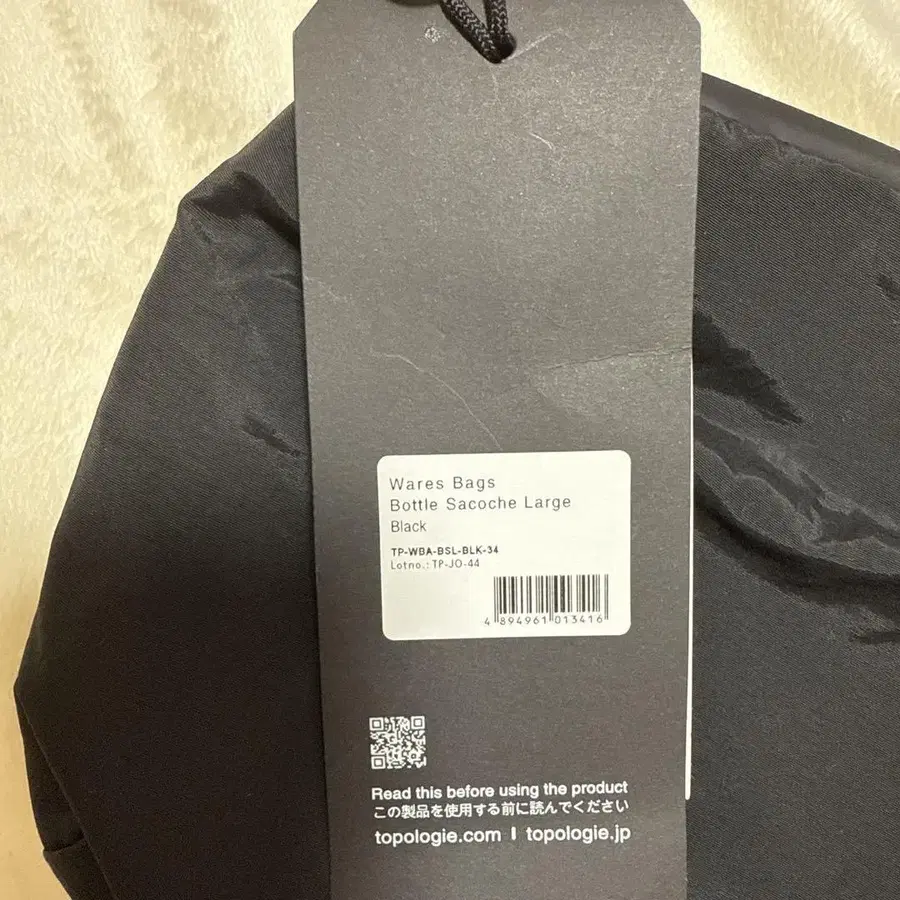 Wares Bags
Bottle Sacoche Large
Black
TP-WBA-BSL-BLK-34
Lotno.: TP-JO-44
4 894961 013416
Read this before using the product
この製品を使用する前に読んでください
topologie.com | topologie.jp